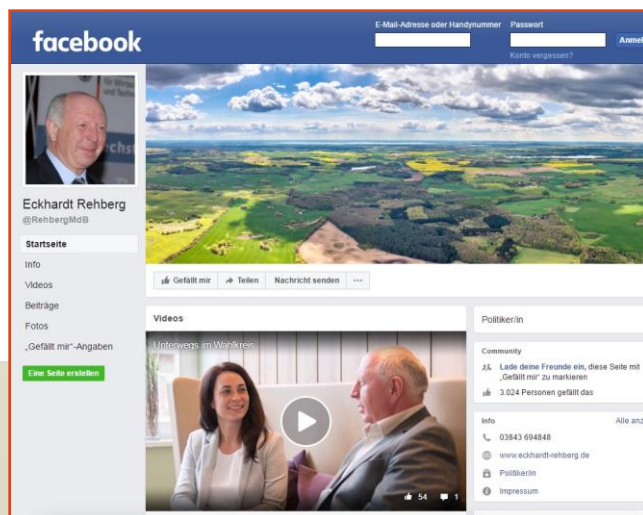 facebook
E-Mail-Adresse oder Handynummer
Passwort
Konto vergessen?
Eckhardt Rehberg
@RehbergMdB
Startseite
Info
Videos
Beiträge
Fotos
„Gefällt mir“-Angaben
Eine Seite erstellen
Gefällt mir
Teilen
Nachricht senden
Videos
Unterwegs im Wahlkreis
54
1
Politiker/in
Community
Lade deine Freunde ein, diese Seite mit
„Gefällt mir“ zu markieren
3.024 Personen gefällt das
Info
03843 694848
www.eckhardt-rehberg.de
Politiker/in
Impressum